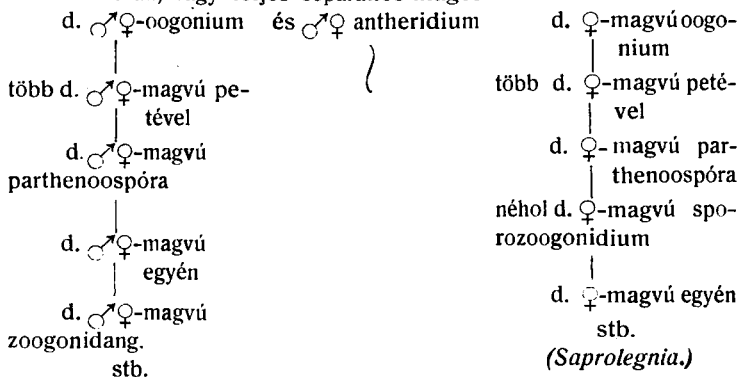 d. ♂♀-oogonium és ♂♀ antheridium
több d. ♂♀-magvú pe-
tével
d. ♂♀-magvú
parthenoospóra
d. ♂♀-magvú
egyén
d. ♂♀-magvú
zoogonidang.
stb.
d. ♀-magvú oogo-
nium
több d. ♀-magvú peté-
vel
d. ♀-magvú par-
thenoospóra
néhol d. ♀-magvú spo-
rozoogonidium
d. ♀-magvú egyén
stb.
(Saprolegnia.)